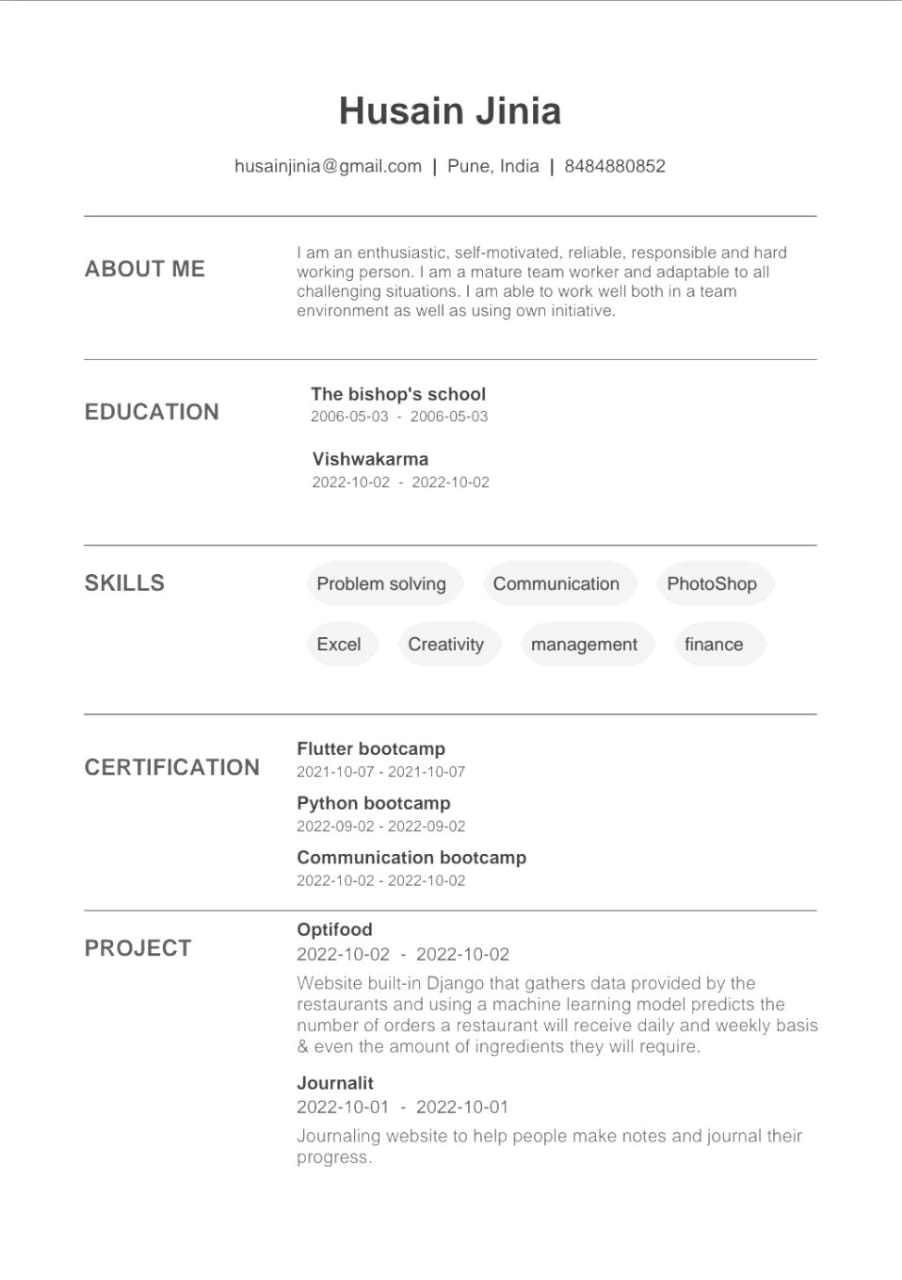 Husain Jinia
husainjinia@gmail.com | Pune, India | 8484880852
ABOUT ME
I am an enthusiastic, self-motivated, reliable, responsible and hard
working person. I am a mature team worker and adaptable to all
challenging situations. I am able to work well both in a team
environment as well as using own initiative.
EDUCATION
The bishop's school
2006-05-03 - 2006-05-03
Vishwakarma
2022-10-02 - 2022-10-02
SKILLS
Problem solving Communication PhotoShop
Excel Creativity management finance
CERTIFICATION
Flutter bootcamp
2021-10-07 - 2021-10-07
Python bootcamp
2022-09-02 - 2022-09-02
Communication bootcamp
2022-10-02 - 2022-10-02
PROJECT
Optifood
2022-10-02 - 2022-10-02
Website built-in Django that gathers data provided by the
restaurants and using a machine learning model predicts the
number of orders a restaurant will receive daily and weekly basis
& even the amount of ingredients they will require.
Journalit
2022-10-01 - 2022-10-01
Journaling website to help people make notes and journal their
progress.